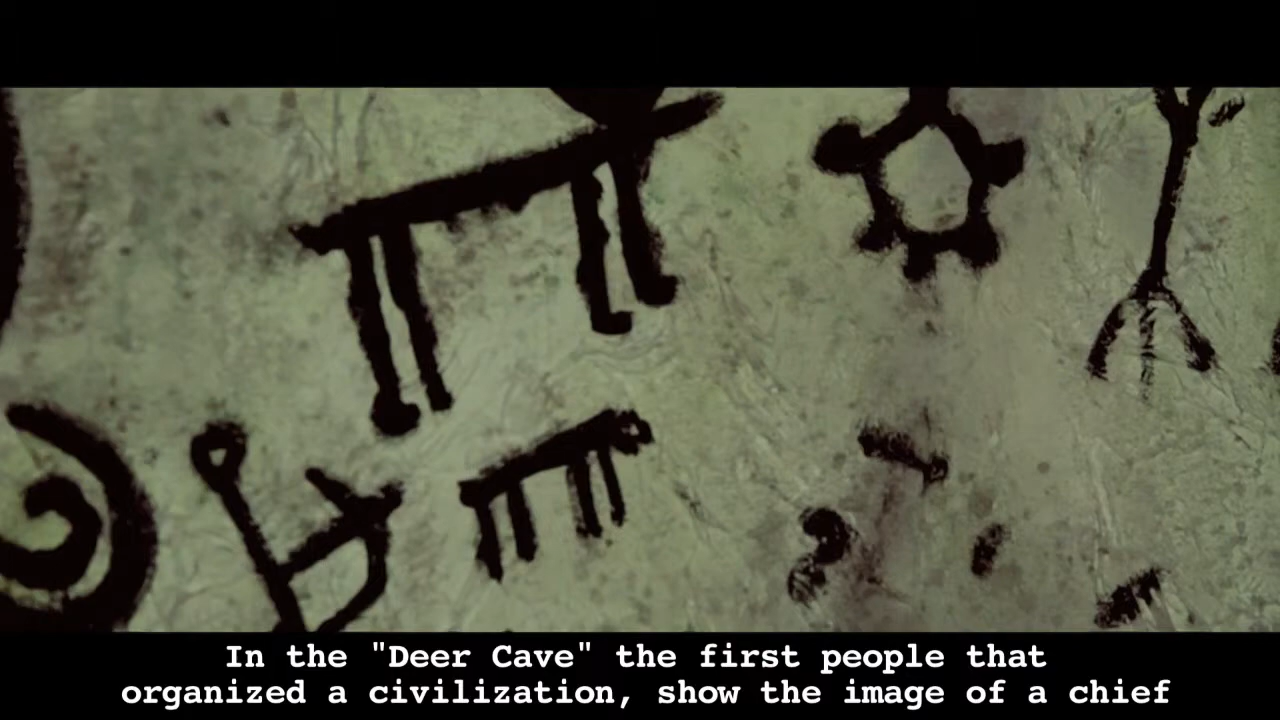 In the "Deer Cave" the first people that
organized a civilization, show the image of a chief